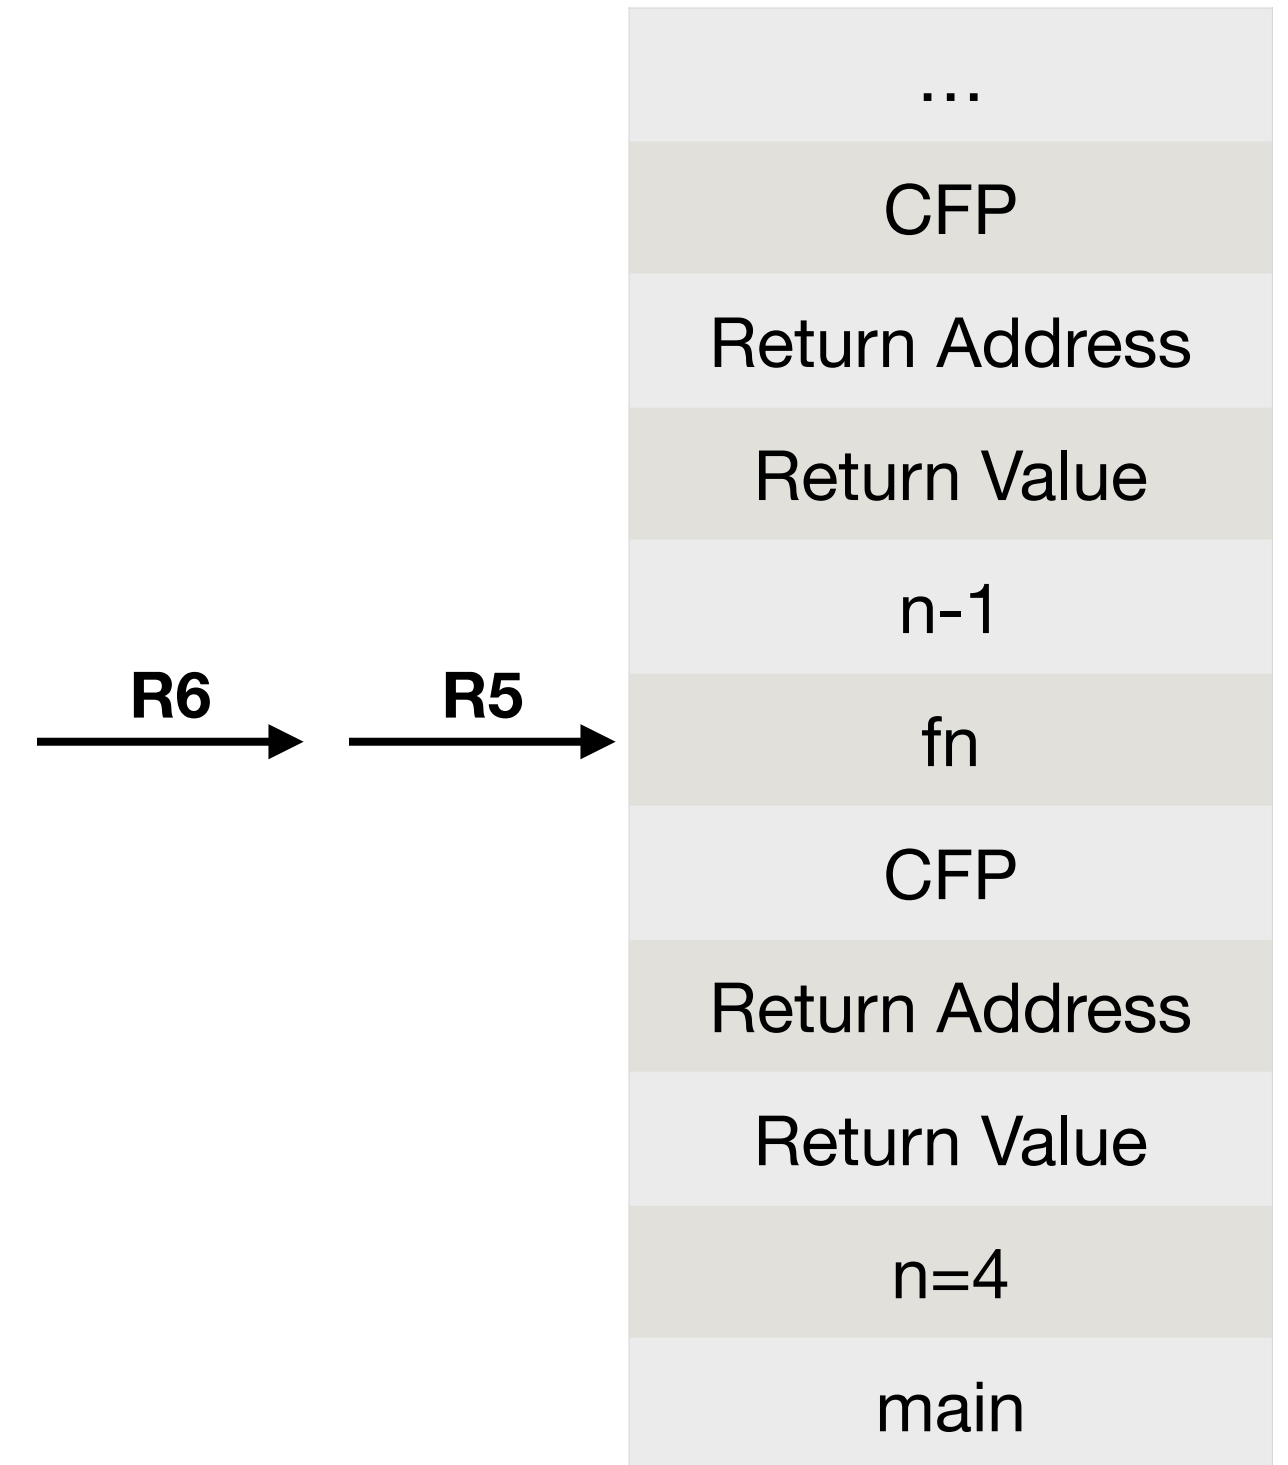 ...
CFP
Return Address
Return Value
n-1
R6 R5
fn
CFP
Return Address
Return Value
n=4
main